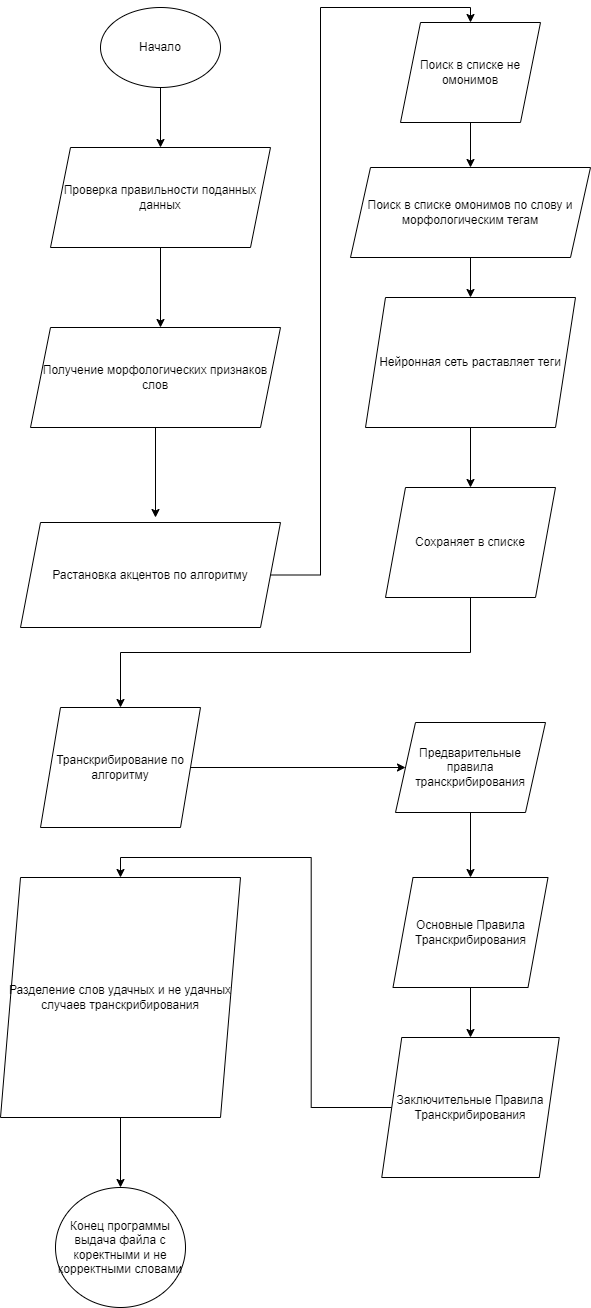 Начало
Проверка правильности поданных
данных
Получение морфологических признаков
слов
Растановка акцентов по алгоритму
Поиск в списке не
омонимов
Поиск в списке омонимов по слову и
морфологическим тегам
Нейронная сеть раставляет теги
Сохраняет в списке
Транскрибирование по
алгоритму
Предварительные
правила
транскрибирования
Основные Правила
Транскрибирования
Заключительные Правила
Транскрибирования
Разделение слов удачных и не удачных
случаев транскрибирования
Конец программы
выдача файла с
коректными и не
корректными словами